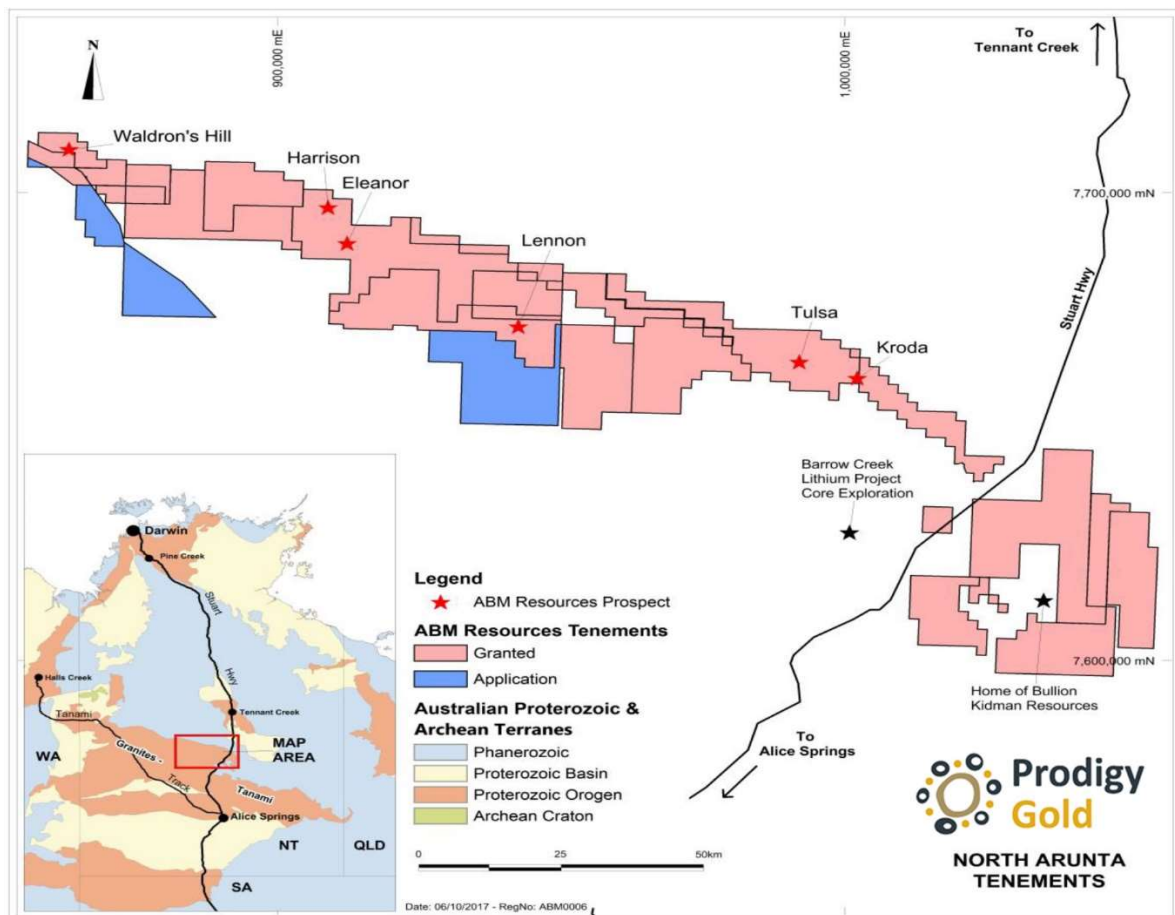 900,000 mE
1,000,000 mE
To
Tennant Creek
N
Waldron's Hill
Harrison
Eleanor
7,700,000 mN
Lennon
Stuart Hwy
Tulsa
Kroda
Barrow Creek
Lithium Project
Core Exploration
7,600,000 mN
Home of Bullion
Kidman Resources
To
Alice Springs
Darwin
Pine Creek
Stuart
Hwy
Halls Creek
Tanami
Tennant Creek
WA
Granites -
MAP
AREA
Track
Tanami
Alice Springs
NT
QLD
SA
Legend
ABM Resources Prospect
ABM Resources Tenements
Granted
Application
Australian Proterozoic &
Archean Terranes
Phanerozoic
Proterozoic Basin
Proterozoic Orogen
Archean Craton
0
25
50km
Prodigy
Gold
NORTH ARUNTA
TENEMENTS
Date: 06/10/2017 - RegNo: ABM0006